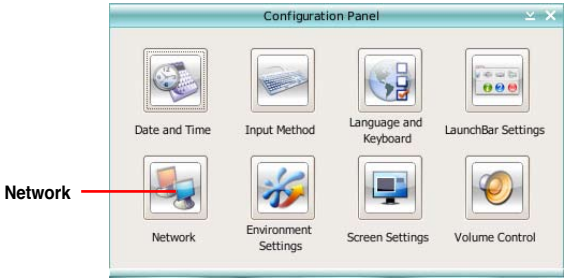 Configuration Panel
Date and Time
Input Method
Language and
Keyboard
LaunchBar Settings
Network
Network
Environment
Settings
Screen Settings
Volume Control